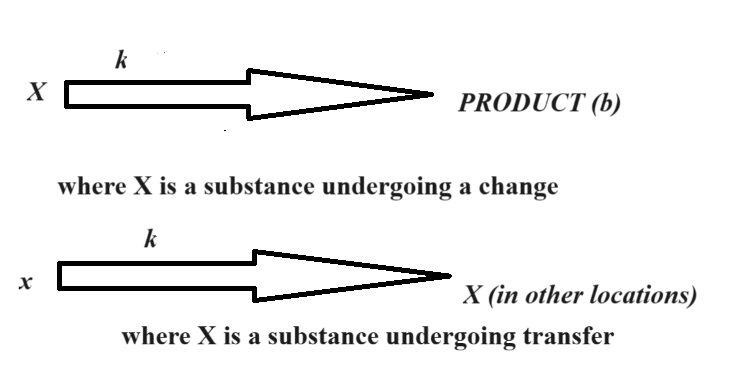 k
X PRODUCT (b)
where X is a substance undergoing a change
k
x X (in other locations)
where X is a substance undergoing transfer